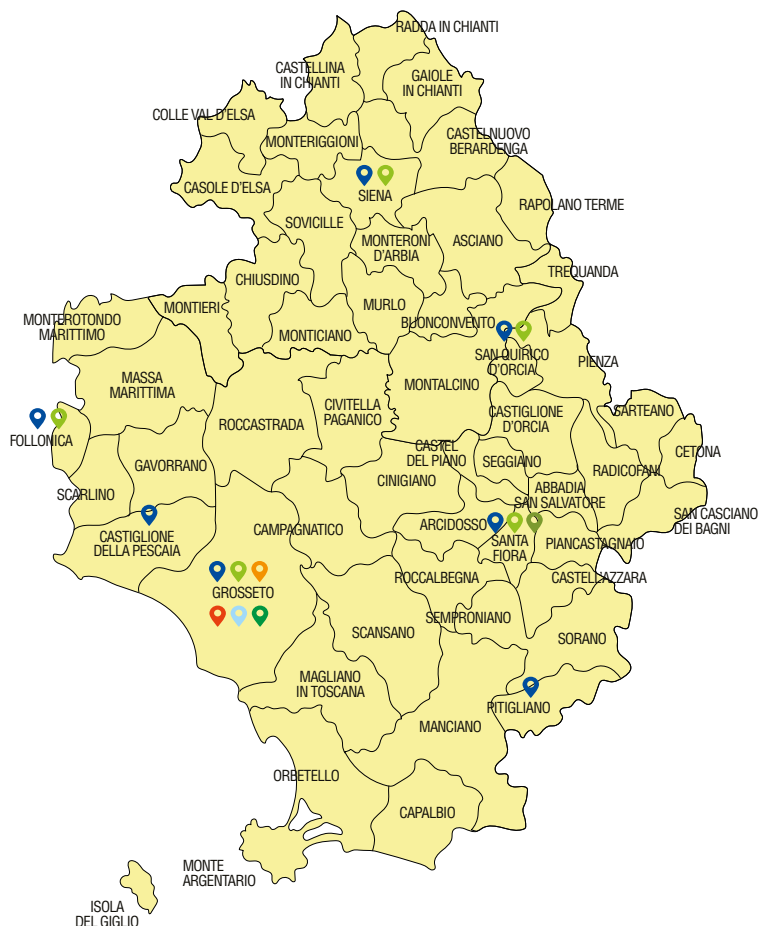 RADDA IN CHIANTI
CASTELLINA
IN CHIANTI
GAIOLE
IN CHIANTI
COLLE VAL D'ELSA
MONTERIGGIONI
CASTELNUOVO
BERARDENGA
CASOLE D'ELSA
SIENA
RAPOLANO TERME
SOVICILLE
MONTERONI
D'ARBIA
ASCIANO
CHIUSDINO
TREQUANDA
MONTIERI
MURLO
MONTEROTONDO
MARITTIMO
BUONCONVENTO
MONTICIANO
SAN QUIRICO
D'ORCIA
PIENZA
MASSA
MARITTIMA
MONTALCINO
CIVITELLA
PAGANICO
ROCCASTRADA
CASTIGLIONE
D'ORCIA
SARTEANO
FOLLONICA
CASTEL
DEL PIANO
CETONA
GAVORRANO
SEGGIANO
RADICOFANI
CINIGIANO
SCARLINO
ABBADIA
SAN SALVATORE
SAN CASCIANO
DEI BAGNI
CASTIGLIONE
DELLA PESCAIA
CAMPAGNATICO
ARCIDOSSO
SANTA
FIORA
PIANCASTAGNAIO
ROCCALBEGNA
CASTELL'AZZARA
GROSSETO
SEMPRONIANO
SCANSANO
SORANO
MAGLIANO
IN TOSCANA
PITIGLIANO
MANCIANO
ORBETELLO
CAPALBIO
MONTE
ARGENTARIO
ISOLA
DEL GIGLIO